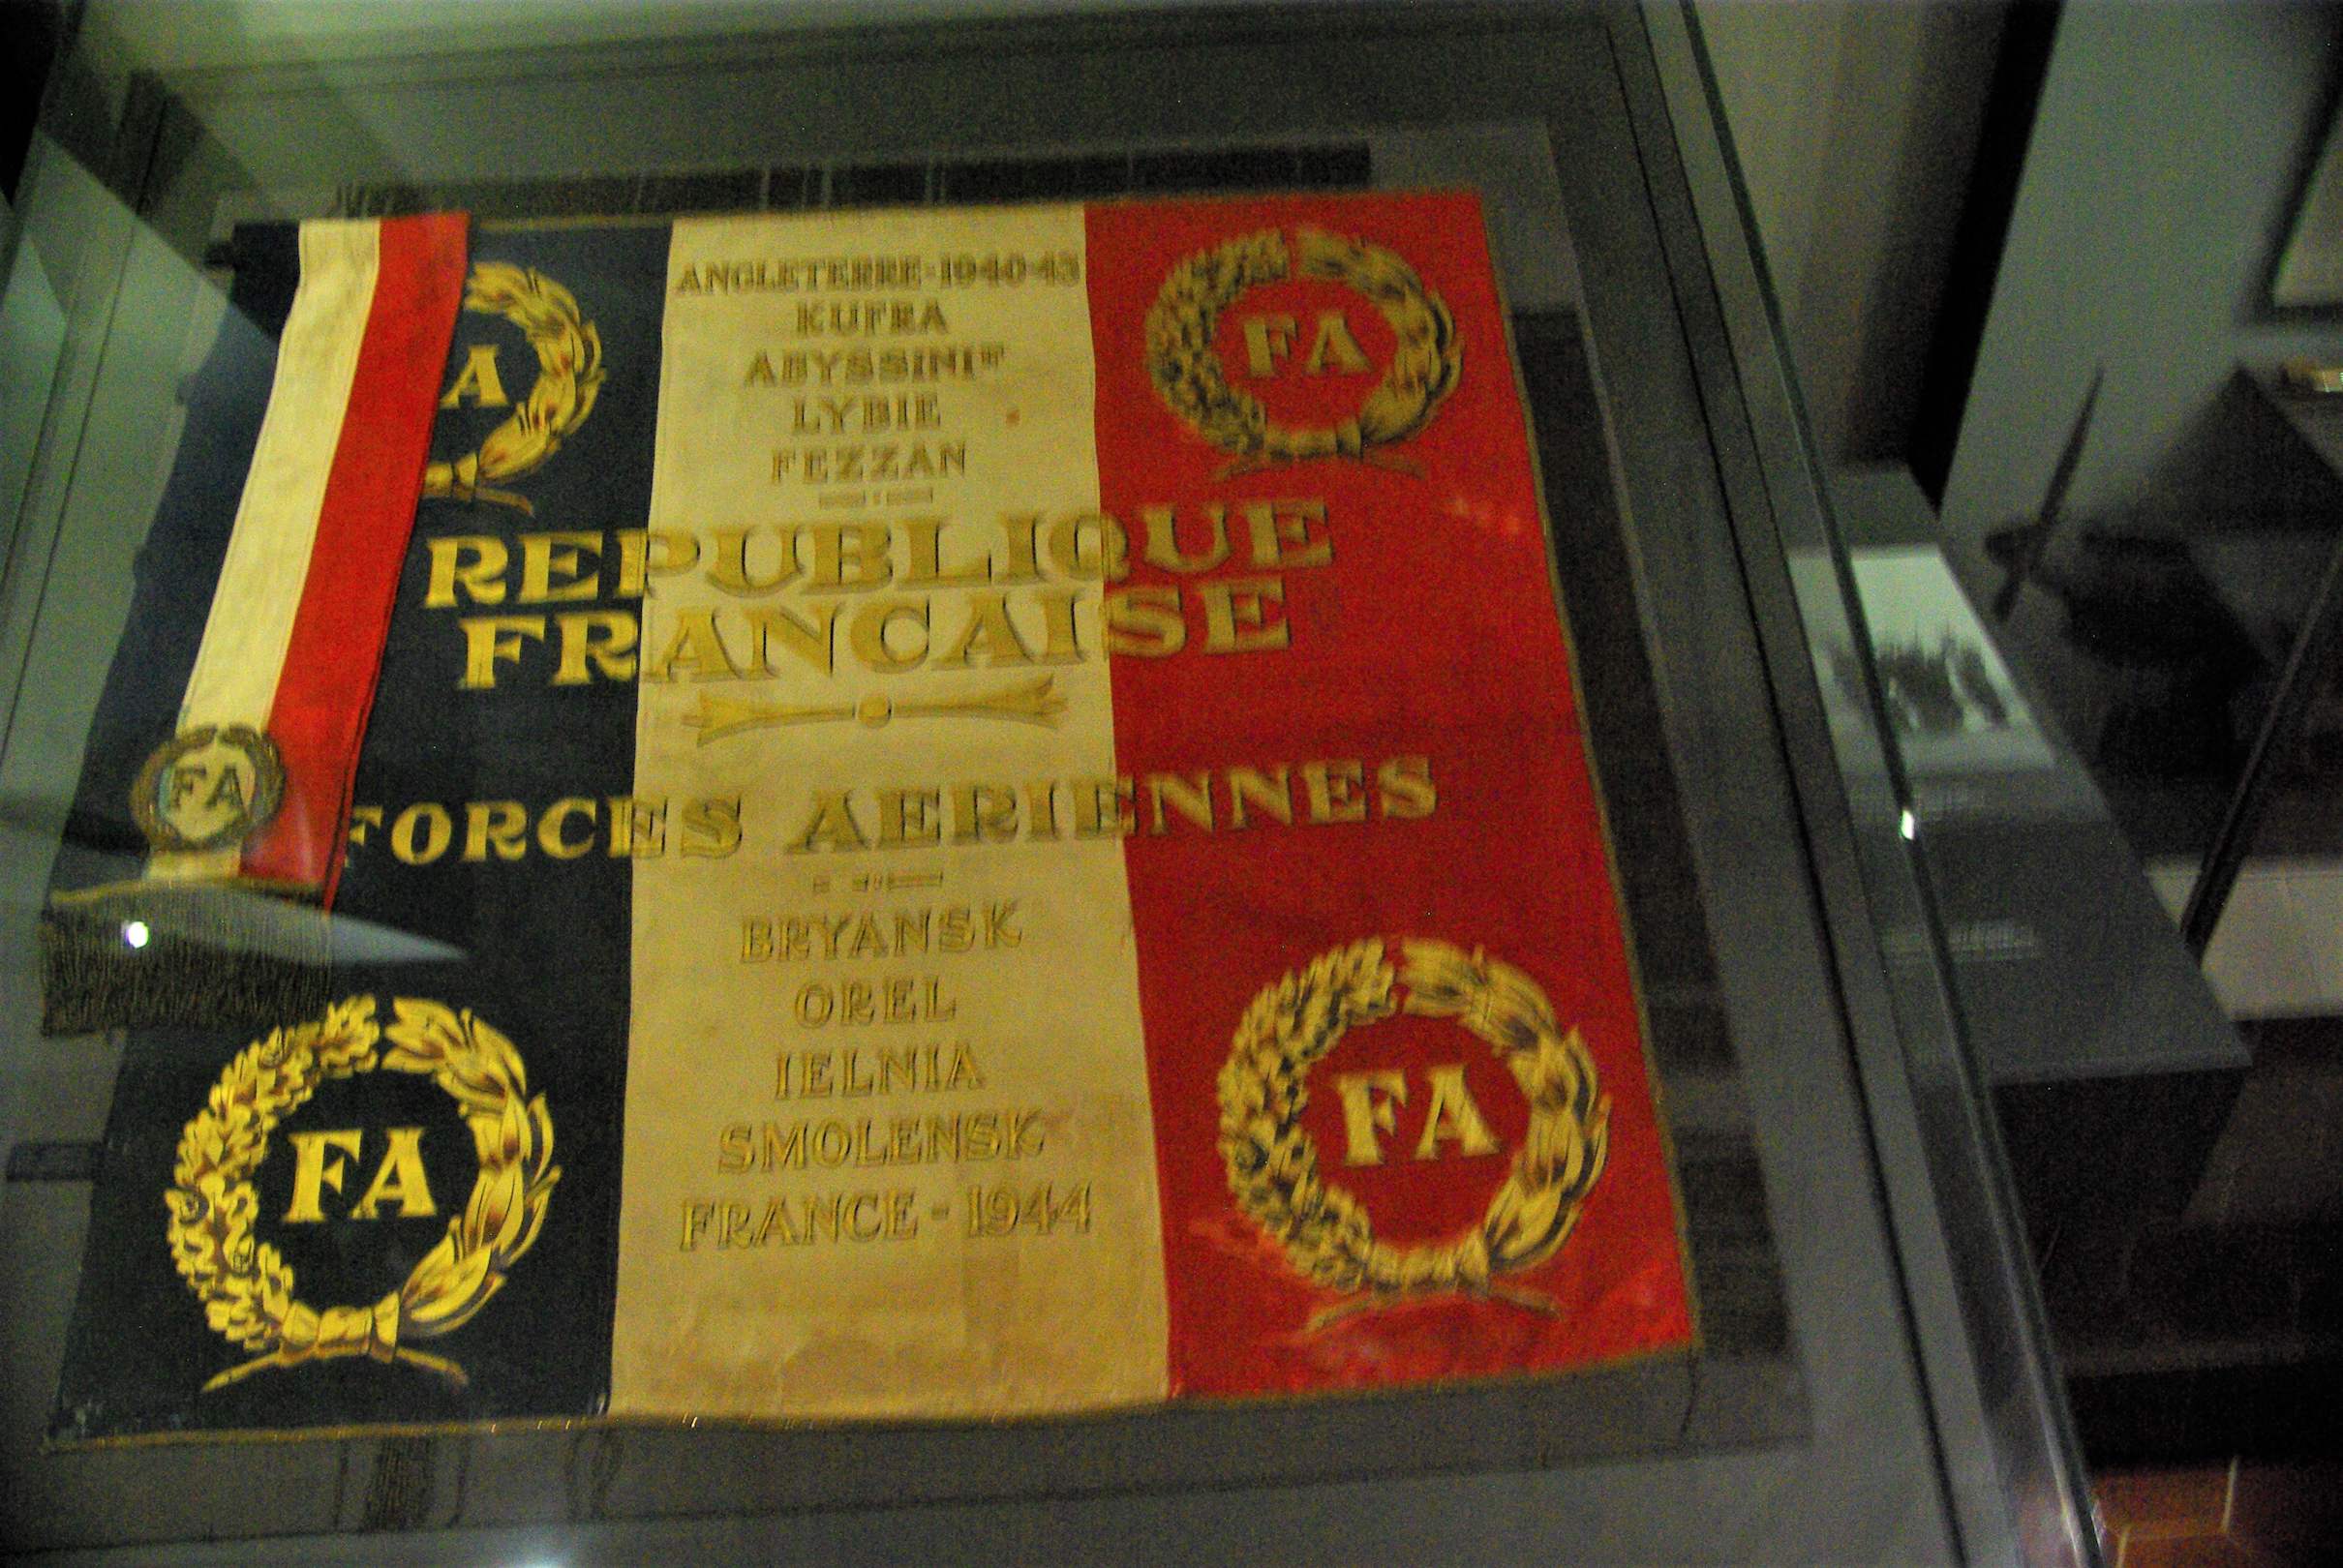 ANGLETERRE-1940-43
KUFRA
ABYSSINIE
LYBIE
FEZZAN
A
FA
REPUBLIQUE
FRANCAISE
FA
FORCES AERIENNES
BRYANSK
OREL
IELNIA
SMOLENSK
FRANCE - 1944
FA
FA